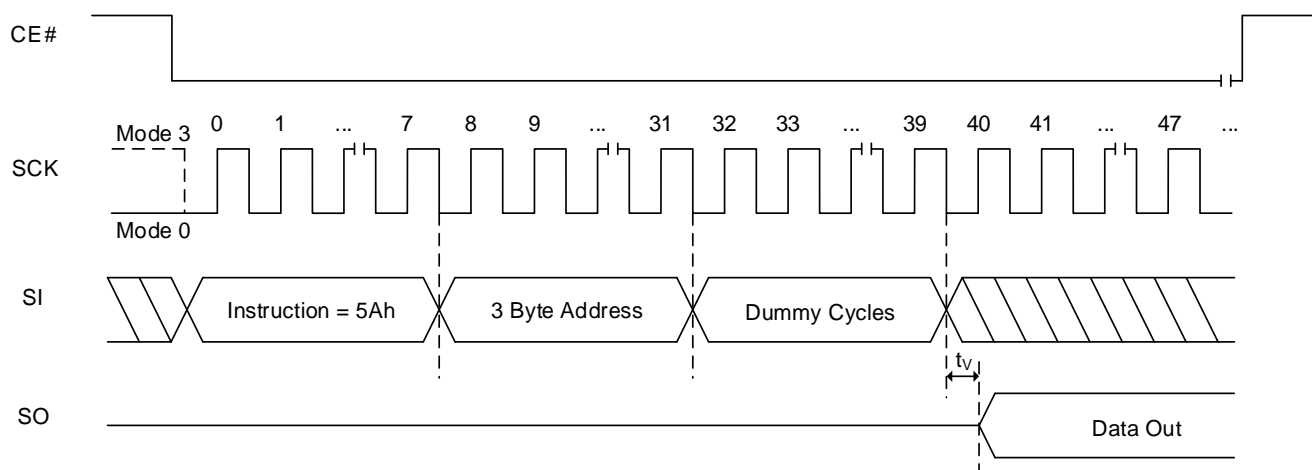 CE#
Mode 3
0 1 ... 7 8 9 ... 31 32 33 ... 39 40 41 ... 47 ...
SCK
Mode 0
SI
Instruction = 5Ah
3 Byte Address
Dummy Cycles
tV
SO
Data Out